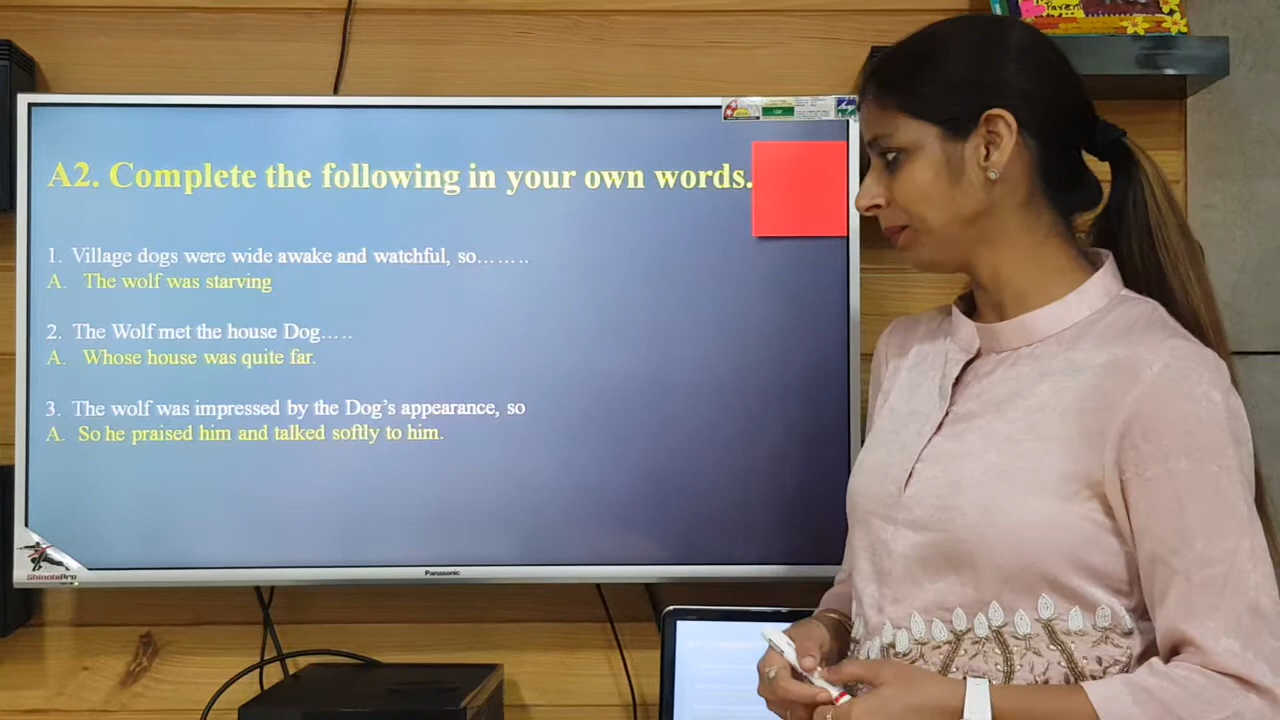 Parent
A2. Complete the following in your own words.
1. Village dogs were wide awake and watchful, so……..
A. The wolf was starving
2. The Wolf met the house Dog…..
A. Whose house was quite far.
3. The wolf was impressed by the Dog's appearance, so
A. So he praised him and talked softly to him.
ShinobiPro
Panasonic